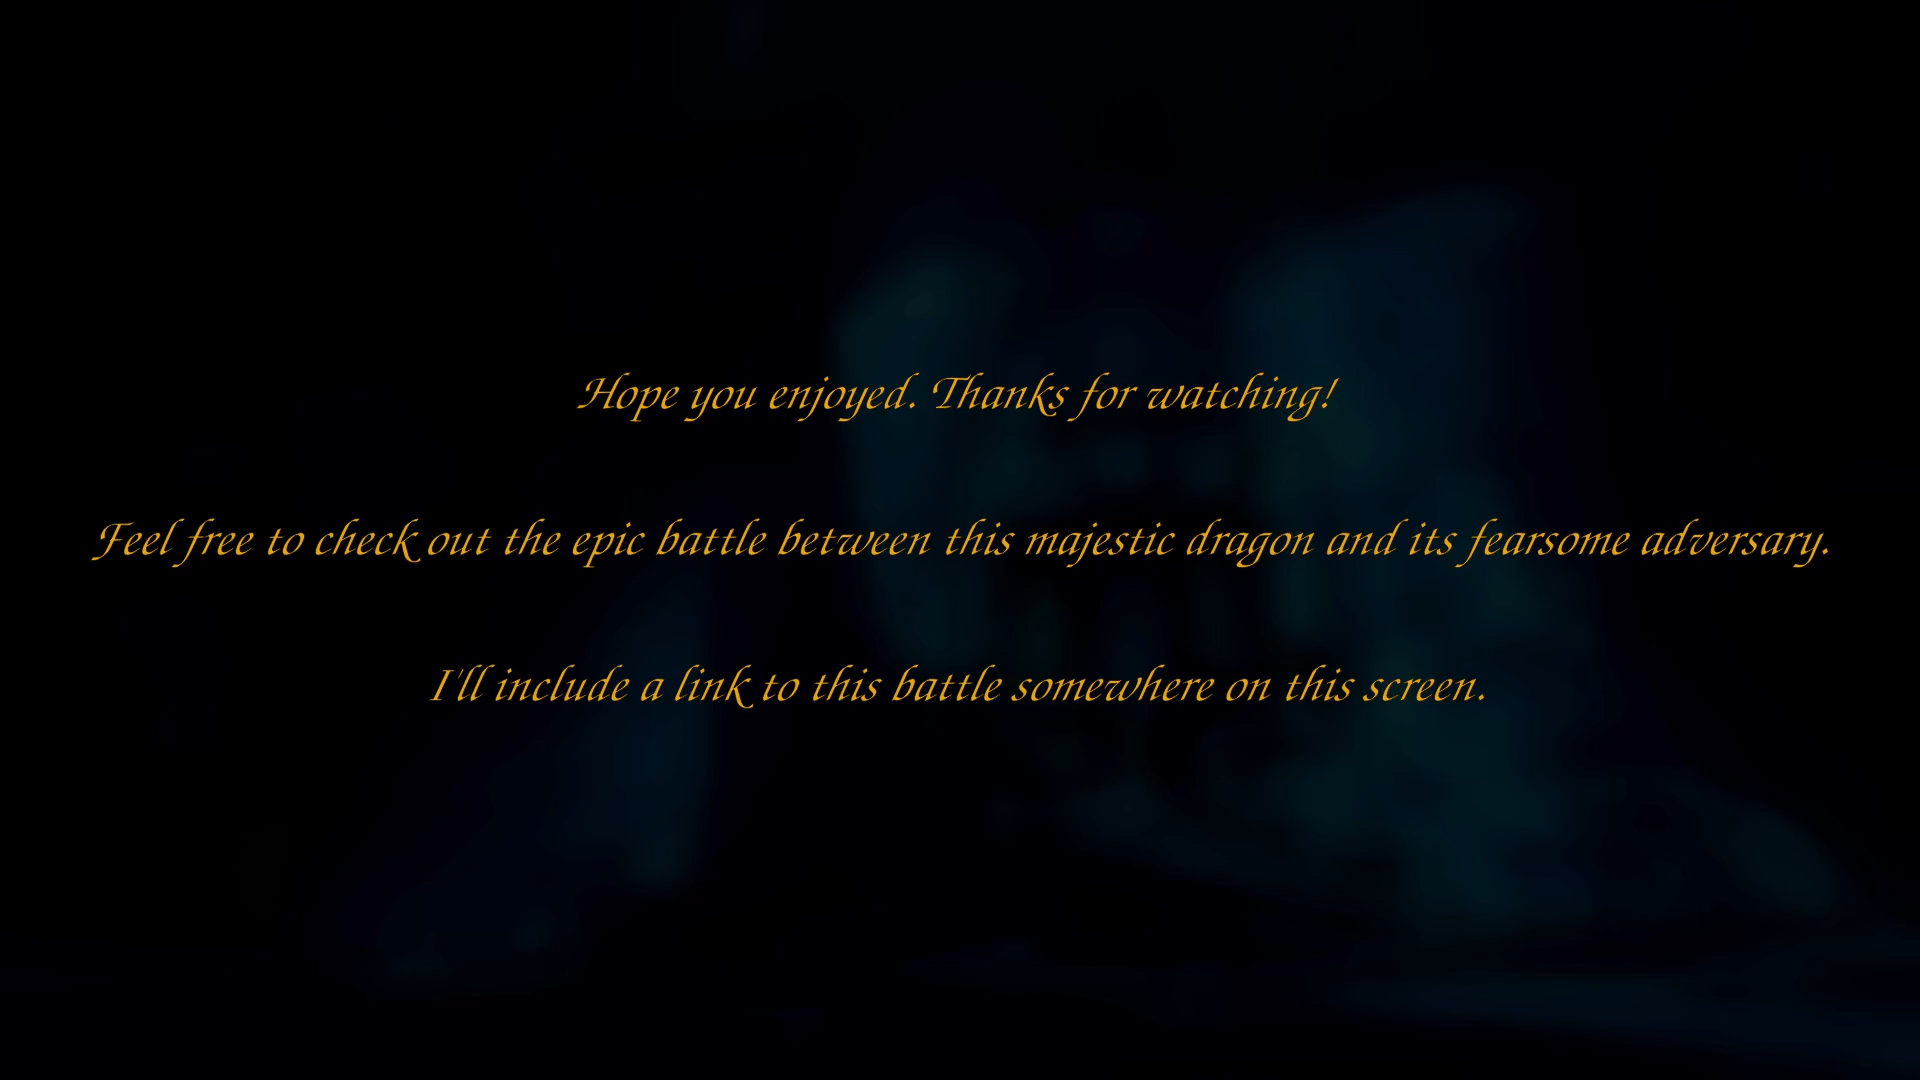 Hope you enjoyed. Thanks for watching!
Feel free to check out the epic battle between this majestic dragon and its fearsome adversary.
I'll include a link to this battle somewhere on this screen.